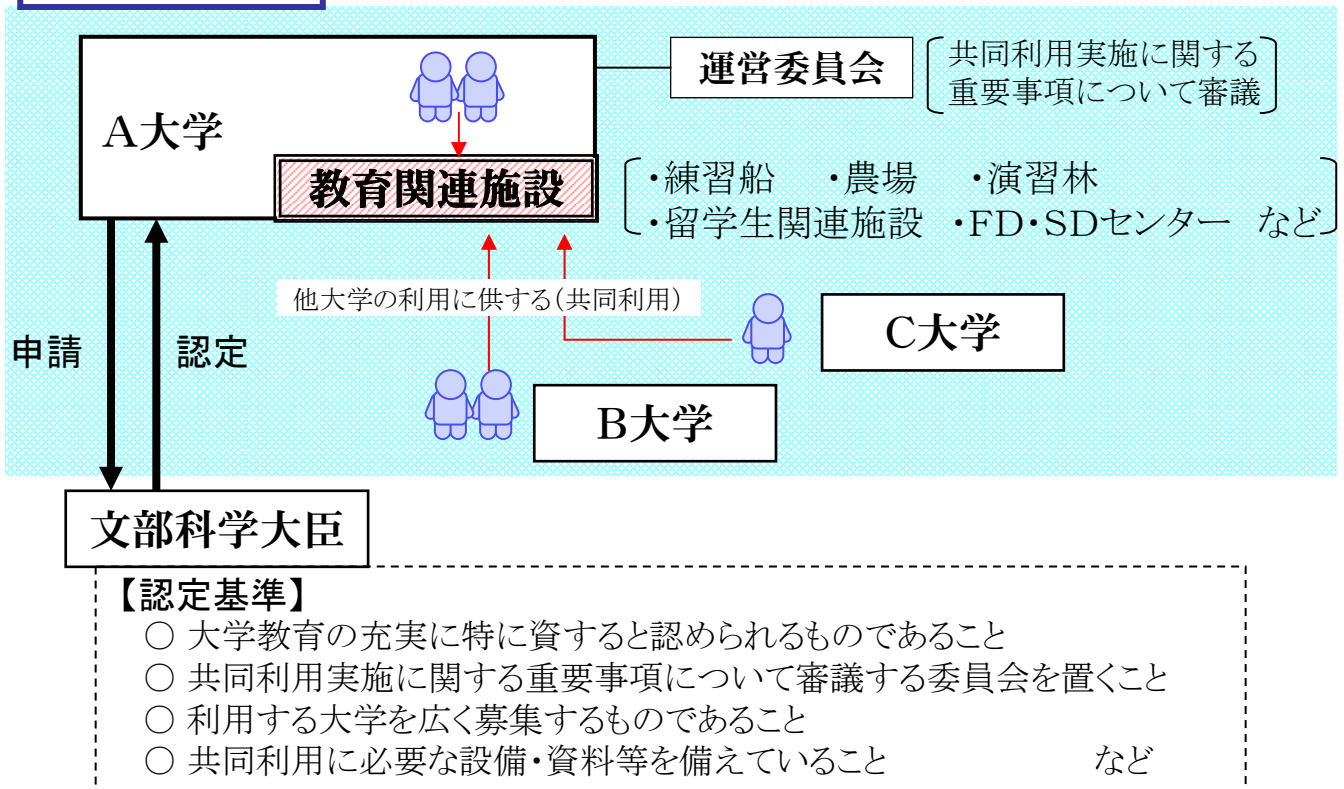 運営委員会
共同利用実施に関する
重要事項について審議
A大学
教育関連施設
・練習船 ・農場 ・演習林
・留学生関連施設 ・FD・SDセンター など
他大学の利用に供する(共同利用)
C大学
申請
認定
B大学
文部科学大臣
【認定基準】
○ 大学教育の充実に特に資すると認められるものであること
○ 共同利用実施に関する重要事項について審議する委員会を置くこと
○ 利用する大学を広く募集するものであること
○ 共同利用に必要な設備・資料等を備えていること など